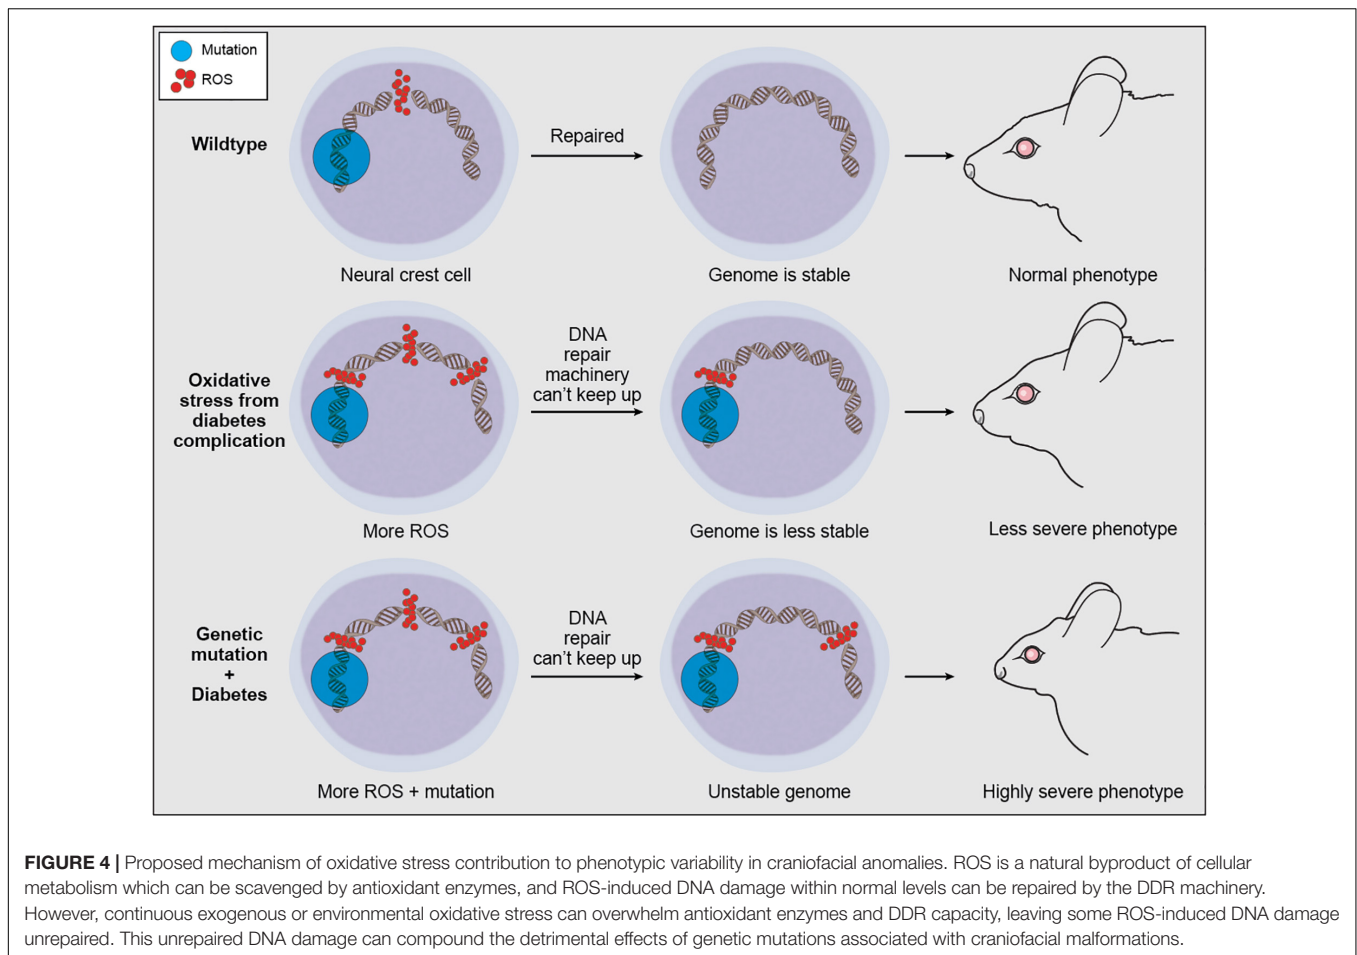 Mutation
ROS
Wildtype
Repaired
Neural crest cell
Genome is stable
Normal phenotype
Oxidative
stress from
diabetes
complication
DNA
repair
machinery
can't keep up
More ROS
Genome is less stable
Less severe phenotype
Genetic
mutation
+
Diabetes
DNA
repair
can't keep up
More ROS + mutation
Unstable genome
Highly severe phenotype
FIGURE 4 | Proposed mechanism of oxidative stress contribution to phenotypic variability in craniofacial anomalies. ROS is a natural byproduct of cellular
metabolism which can be scavenged by antioxidant enzymes, and ROS-induced DNA damage within normal levels can be repaired by the DDR machinery.
However, continuous exogenous or environmental oxidative stress can overwhelm antioxidant enzymes and DDR capacity, leaving some ROS-induced DNA damage
unrepaired. This unrepaired DNA damage can compound the detrimental effects of genetic mutations associated with craniofacial malformations.